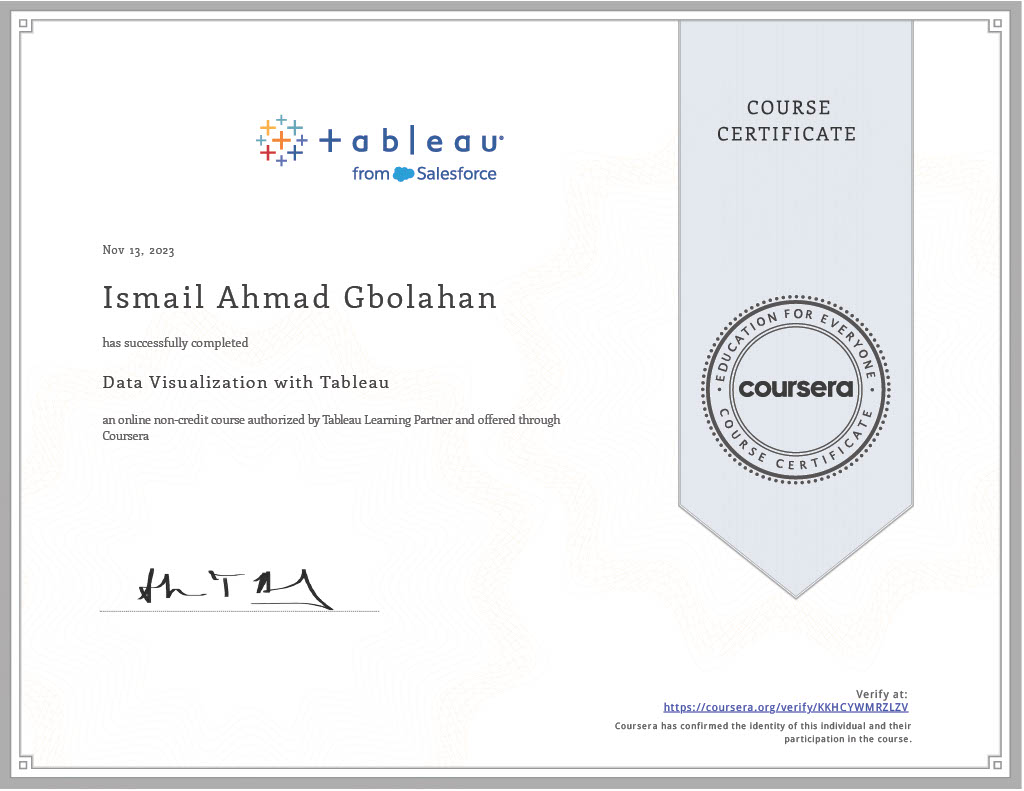 COURSE
CERTIFICATE
+ableau
from Salesforce
Nov 13, 2023
Ismail Ahmad Gbolahan
has successfully completed
Data Visualization with Tableau
an online non-credit course authorized by Tableau Learning Partner and offered through
Coursera
EDUCATION FOR EVERYONE
coursera
COURSE CERTIFICATE
Verify at:
https://coursera.org/verify/KKHCYWMRZLZV
Coursera has confirmed the identity of this individual and their
participation in the course.